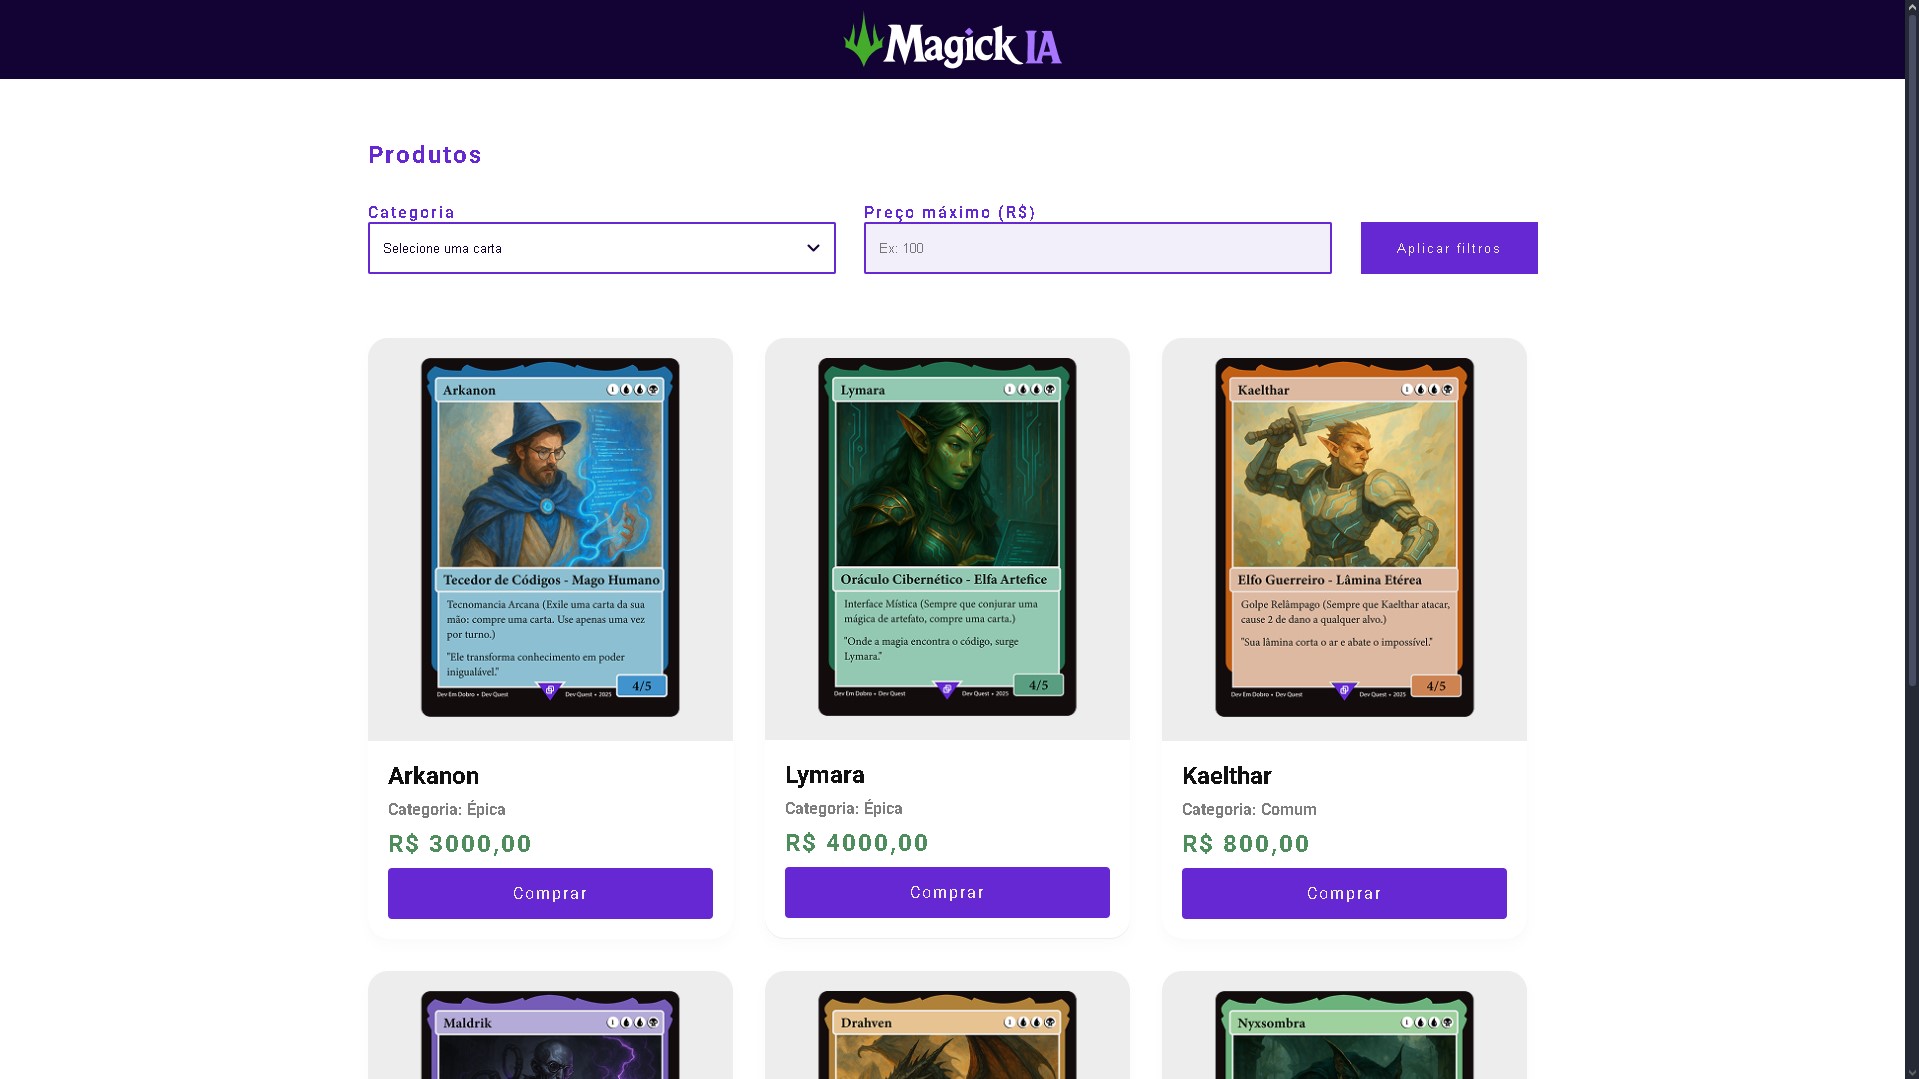 Magick IA
Produtos
Categoria
Selecione uma carta
Preço máximo (R$)
Ex: 100
Aplicar filtros
Arkanon
Tecedor de Códigos - Mago Humano
Tecnomancia Arcana (Exile uma carta da sua
mão: compre uma carta. Use apenas uma vez
por turno.)
"Ele transforma conhecimento em poder
inigualável."
Dev Em Dobro • Dev Quest
Dev Quest • 2025
4/5
Lymara
Oráculo Cibernético - Elfa Artefice
Interface Mística (Sempre que conjurar uma
mágica de artefato, compre uma carta.)
"Onde a magia encontra o código, surge
Lymara."
Dev Em Dobro • Dev Quest
Dev Quest • 2025
4/5
Kaelthar
Elfo Guerreiro - Lâmina Etérea
Golpe Relâmpago (Sempre que Kaelthar atacar,
cause 2 de dano a qualquer alvo.)
"Sua lâmina corta o ar e abate o impossível."
Dev Em Dobro • Dev Quest
Dev Quest • 2025
4/5
Arkanon
Categoria: Épica
R$ 3000,00
Comprar
Lymara
Categoria: Épica
R$ 4000,00
Comprar
Kaelthar
Categoria: Comum
R$ 800,00
Comprar
Maldrik
Drahven
Nyxsombra